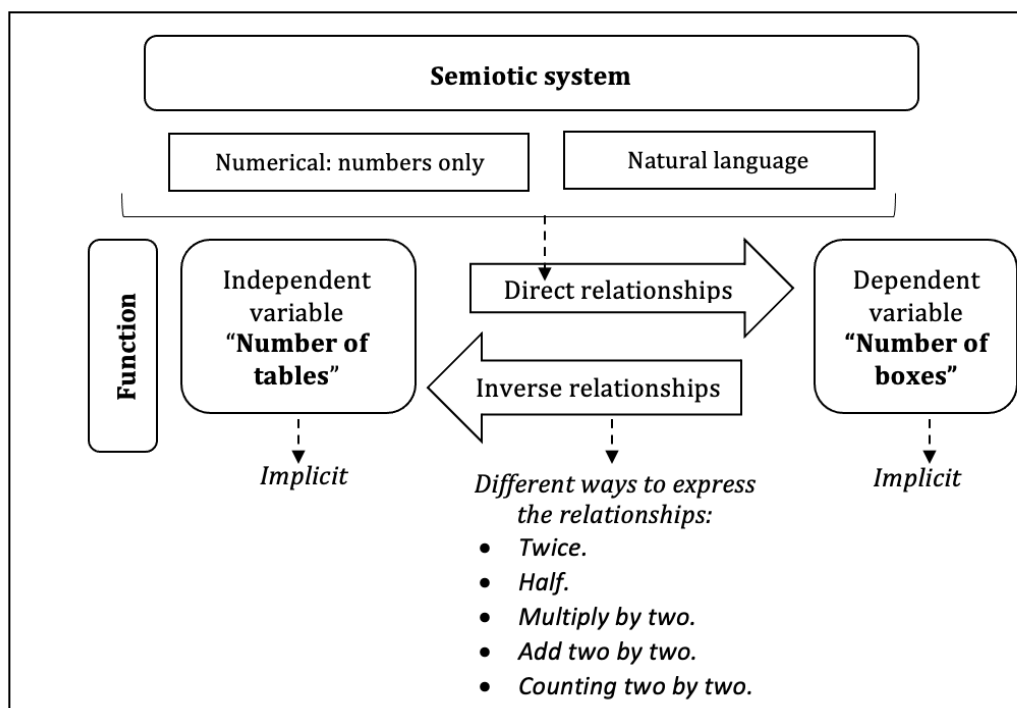 Semiotic system
Numerical: numbers only
Natural language
Function
Independent
variable
“Number of
tables”
Direct relationships
Inverse relationships
Dependent
variable
“Number of
boxes”
Implicit
Different ways to express
the relationships:
• Twice.
• Half.
• Multiply by two.
• Add two by two.
• Counting two by two.
Implicit